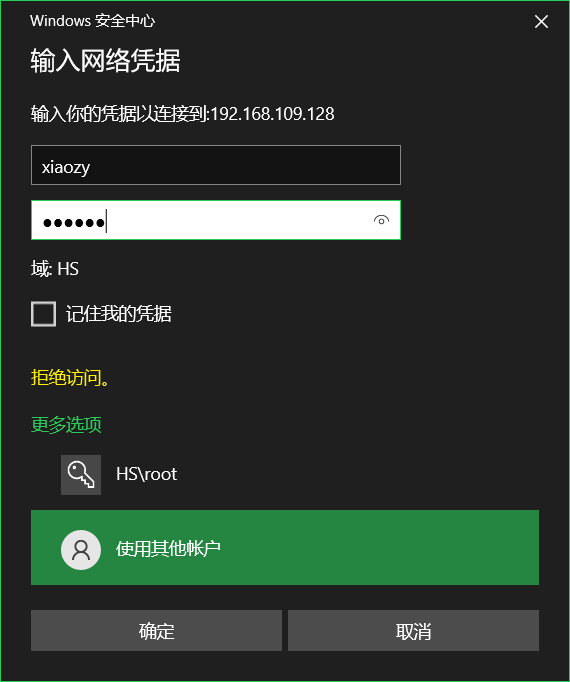 Windows 安全中心
输入网络凭据
输入你的凭据以连接到:192.168.109.128
xiaozy
●●●●●●
域: HS
记住我的凭据
拒绝访问。
更多选项
HS\root
使用其他帐户
确定
取消